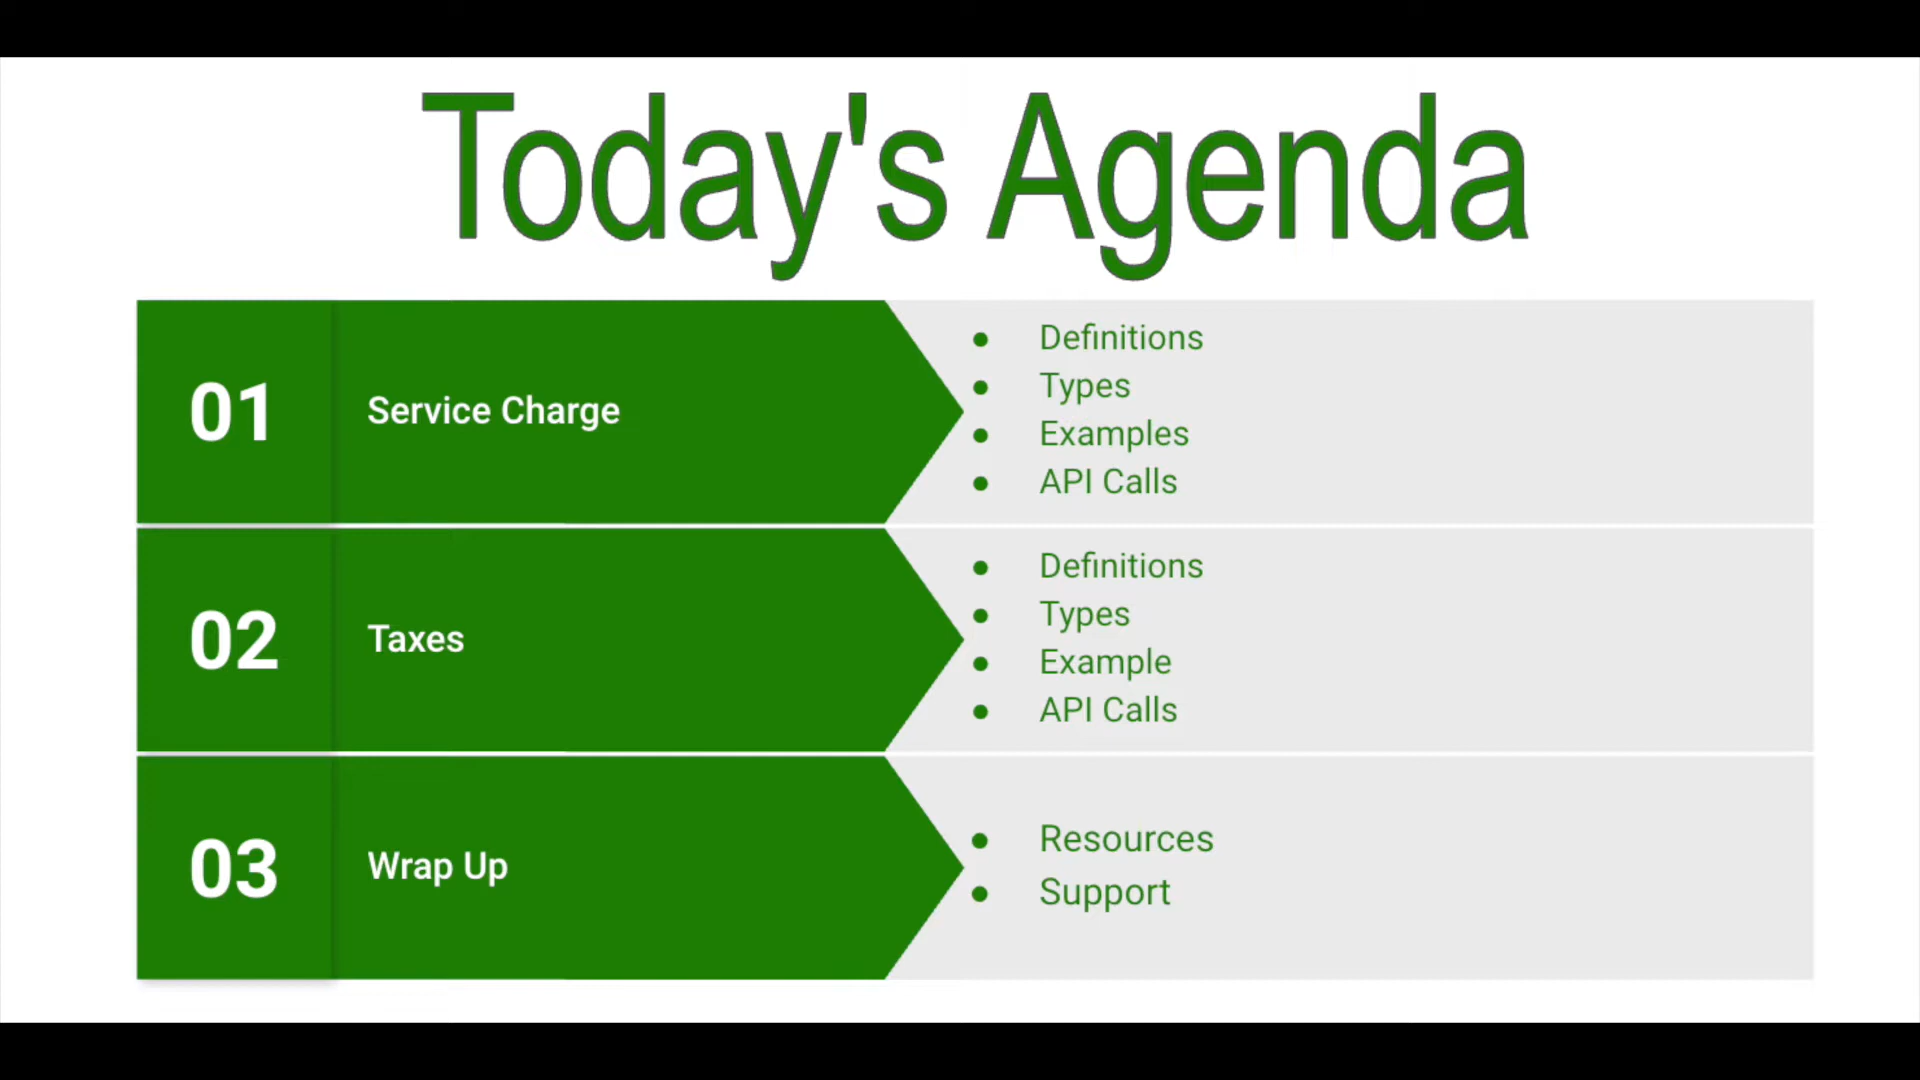 Today's Agenda
01
Service Charge
● Definitions
● Types
● Examples
● API Calls
02
Taxes
● Definitions
● Types
● Example
● API Calls
03
Wrap Up
● Resources
● Support